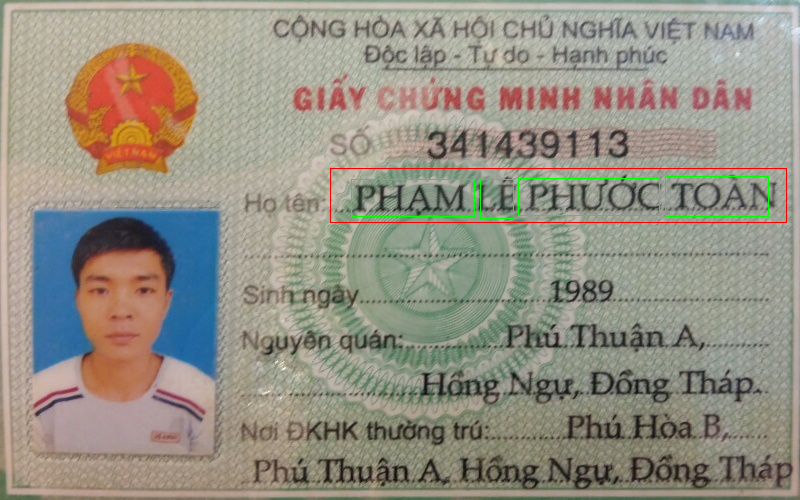 CỘNG HÒA XÃ HỘI CHỦ NGHĨA VIỆT NAM
Độc lập - Tự do - Hạnh phúc
GIẤY CHỨNG MINH NHÂN DÂN
SỐ 341439113
VIỆT NAM
Họ tên: PHẠM LÊ PHƯỚC TOÀN
Sinh ngày 1989
Nguyên quán: Phú Thuận A,
Hồng Ngự, Đồng Tháp.
Nơi ĐKHK thường trú: Phú Hòa B,
Phú Thuận A, Hồng Ngự, Đồng Tháp